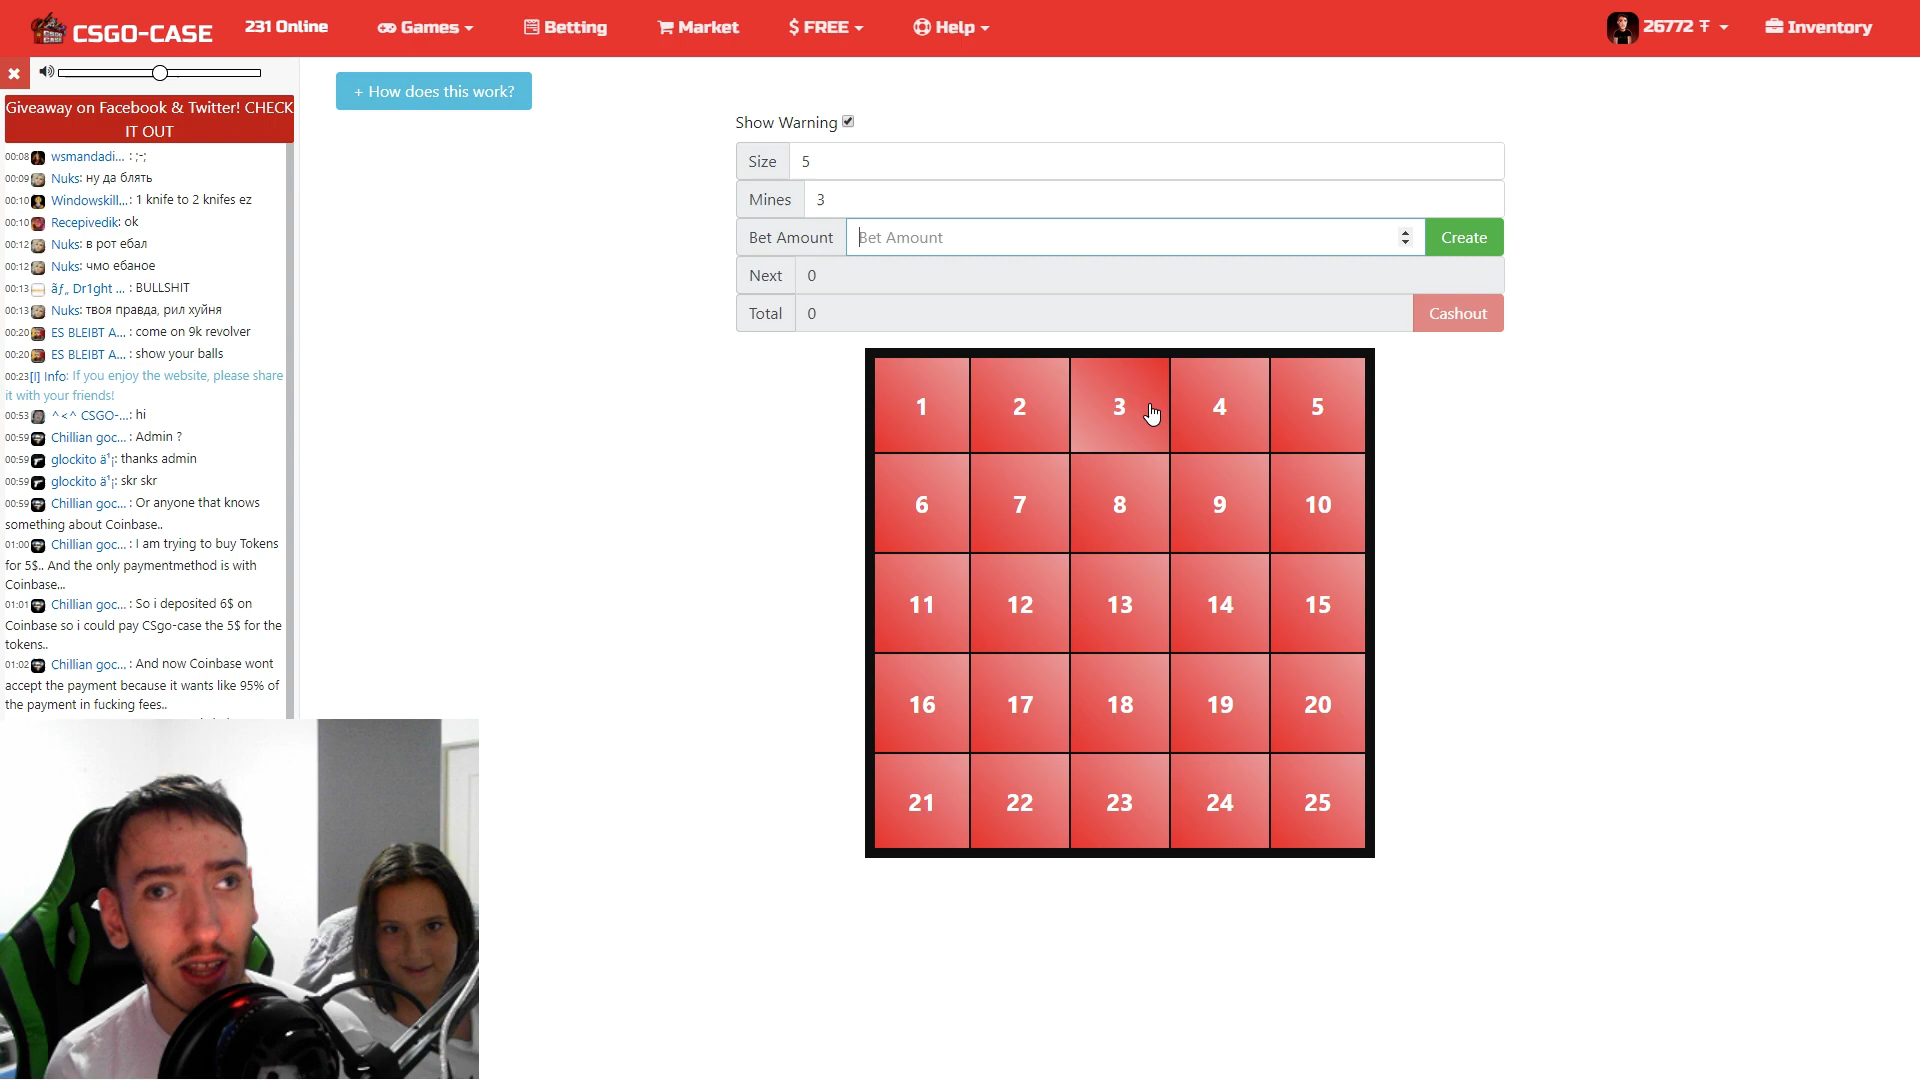 CSGO-CASE 231 Online Games Betting Market $ FREE Help 26772 Ŧ Inventory
Giveaway on Facebook & Twitter! CHECK
IT OUT
00:08 wsmandadi... : ;-;
00:09 Nuks: ну да блять
00:10 Windowskill...: 1 knife to 2 knifes ez
00:10 Recepivedik: ok
00:12 Nuks: в рот ебал
00:12 Nuks: чмо ебаное
00:13 ãƒ„ Dr1ght ... : BULLSHIT
00:13 Nuks: твоя правда, рил хуйня
00:20 ES BLEIBT A... : come on 9k revolver
00:20 ES BLEIBT A... : show your balls
00:23 [I] Info: If you enjoy the website, please share
it with your friends!
00:53 ^<^ CSGO-...: hi
00:59 Chillian goc... : Admin ?
00:59 glockito ä¹¡: thanks admin
00:59 glockito ä¹¡: skr skr
00:59 Chillian goc... : Or anyone that knows
something about Coinbase..
01:00 Chillian goc... : I am trying to buy Tokens
for 5$.. And the only paymentmethod is with
Coinbase...
01:01 Chillian goc... : So i deposited 6$ on
Coinbase so i could pay CSgo-case the 5$ for the
tokens..
01:02 Chillian goc... : And now Coinbase wont
accept the payment because it wants like 95% of
the payment in fucking fees..
+ How does this work?
Show Warning
Size 5
Mines 3
Bet Amount Bet Amount Create
Next 0
Total 0 Cashout
1 2 3 4 5
6 7 8 9 10
11 12 13 14 15
16 17 18 19 20
21 22 23 24 25